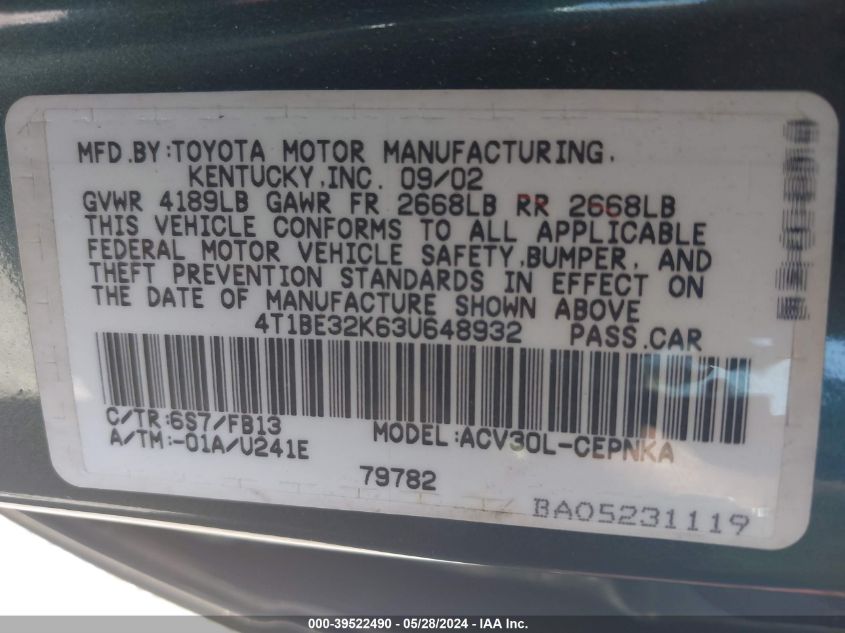 MFD.BY:TOYOTA MOTOR MANUFACTURING,
KENTUCKY,INC. 09/02
GVWR 4189LB GAWR FR 2668LB RR 2668LB
THIS VEHICLE CONFORMS TO ALL APPLICABLE
FEDERAL MOTOR VEHICLE SAFETY,BUMPER, AND
THEFT PREVENTION STANDARDS IN EFFECT ON
THE DATE OF MANUFACTURE SHOWN ABOVE
4T1BE32K63U648932 PASS.CAR
C/TR:6S7/FB13 MODEL:ACV30L-CEPNKA
A/TM:-01A/U241E
79782
BA05231119
000-39522490 - 05/28/2024 - IAA Inc.